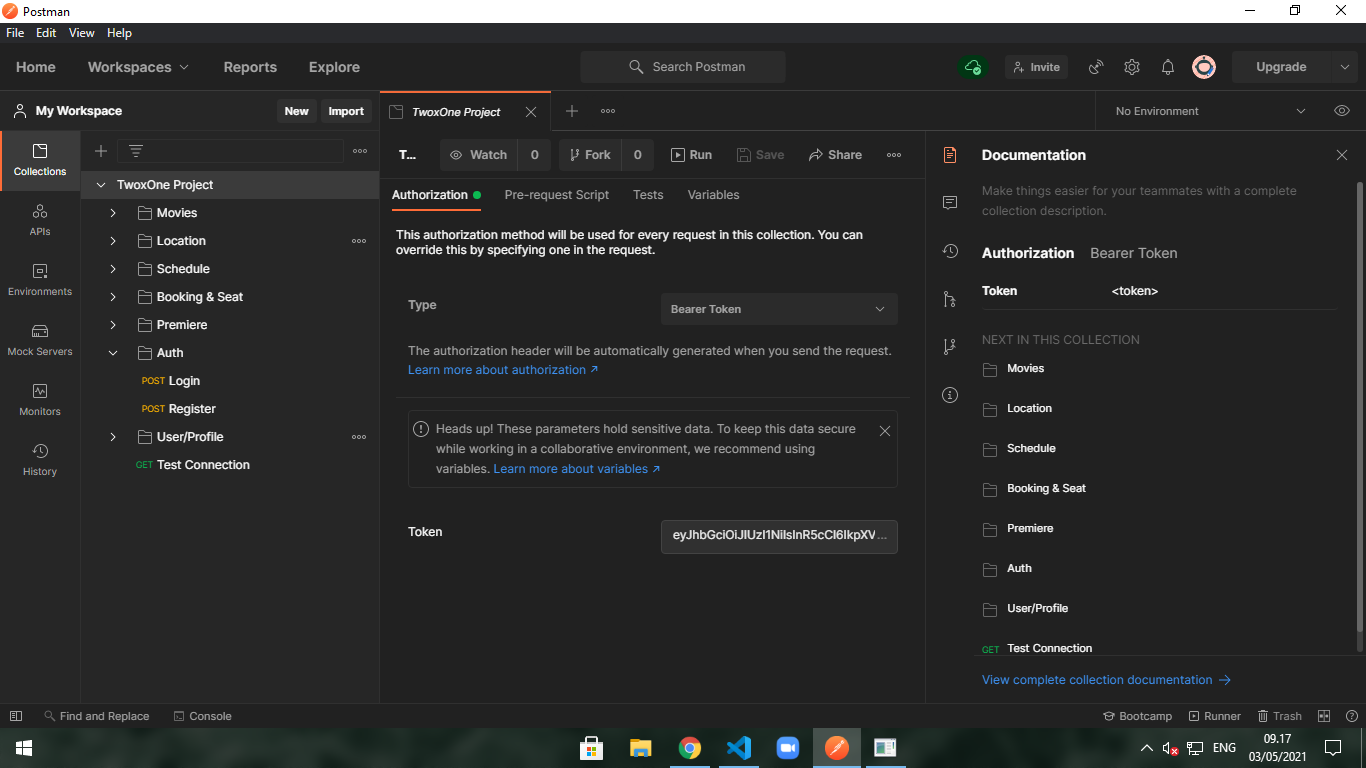 Postman
File Edit View Help
Home Workspaces Reports Explore Search Postman Invite Upgrade
My Workspace New Import
TwoxOne Project
No Environment
Collections
APIs
Environments
Mock Servers
Monitors
History
TwoxOne Project
Movies
Location
Schedule
Booking & Seat
Premiere
Auth
POST Login
POST Register
User/Profile
GET Test Connection
T... Watch 0 Fork 0 Run Save Share
Authorization Pre-request Script Tests Variables
This authorization method will be used for every request in this collection. You can
override this by specifying one in the request.
Type Bearer Token
The authorization header will be automatically generated when you send the request.
Learn more about authorization ↗
Heads up! These parameters hold sensitive data. To keep this data secure
while working in a collaborative environment, we recommend using
variables. Learn more about variables ↗
Token eyJhbGciOiJIUzI1NiIsInR5cCI6IkpXV...
Documentation
Make things easier for your teammates with a complete
collection description.
Authorization Bearer Token
Token <token>
NEXT IN THIS COLLECTION
Movies
Location
Schedule
Booking & Seat
Premiere
Auth
User/Profile
GET Test Connection
View complete collection documentation →
Find and Replace Console Bootcamp Runner Trash
ENG
09.17
03/05/2021